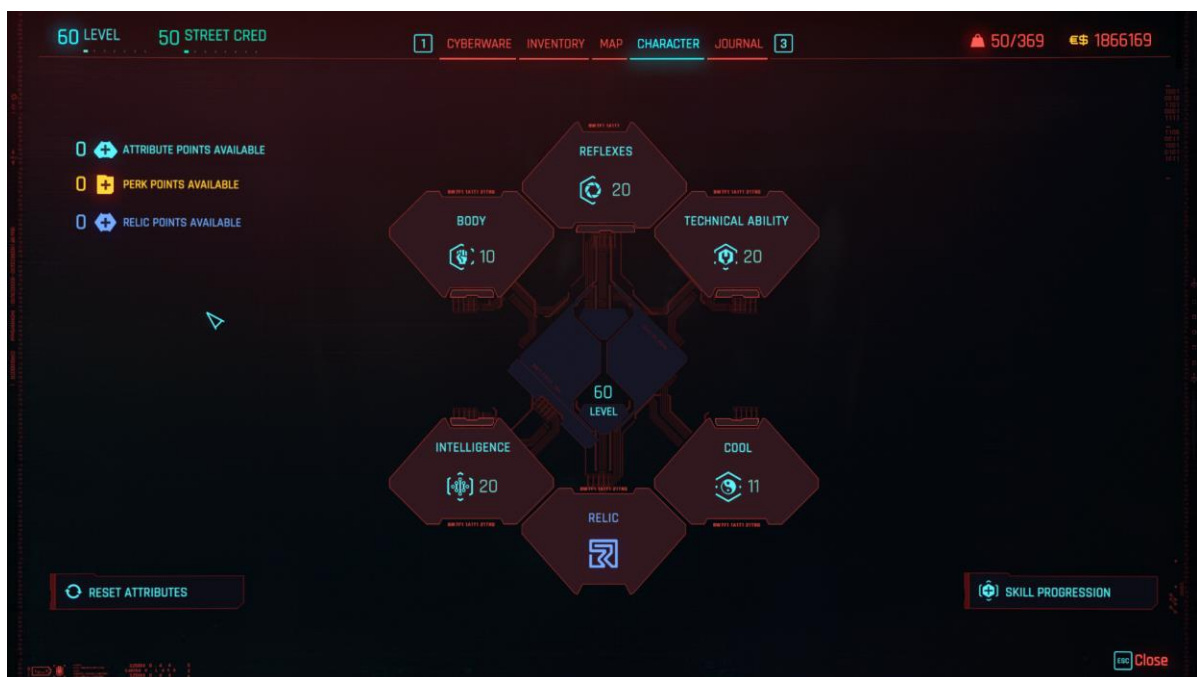 60 LEVEL
50 STREET CRED
1 CYBERWARE INVENTORY MAP CHARACTER JOURNAL 3
50/369
€$ 1866169
0 ATTRIBUTE POINTS AVAILABLE
0 PERK POINTS AVAILABLE
0 RELIC POINTS AVAILABLE
REFLEXES
20
BODY
10
TECHNICAL ABILITY
20
60
LEVEL
INTELLIGENCE
20
COOL
11
RELIC
RESET ATTRIBUTES
SKILL PROGRESSION
ESC Close